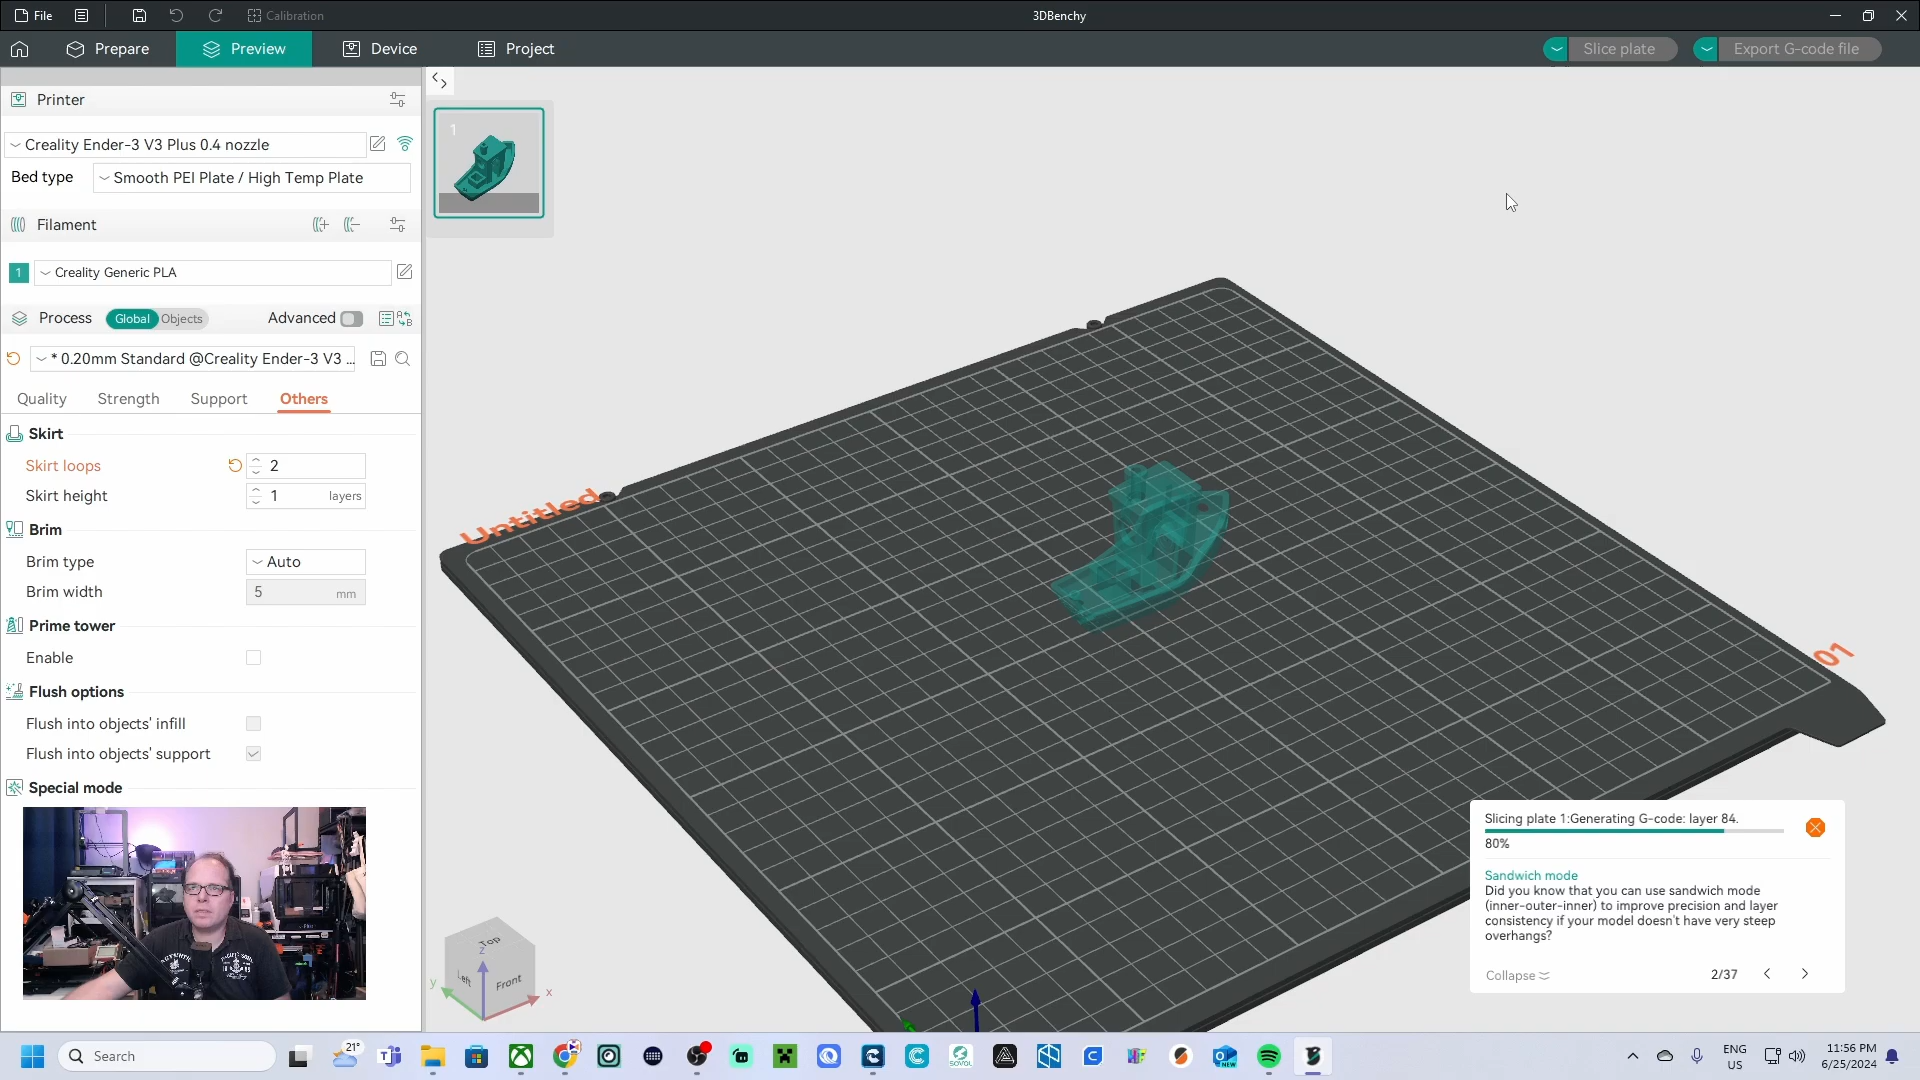 File
Calibration
3DBenchy
Prepare
Preview
Device
Project
Slice plate
Export G-code file
Printer
Creality Ender-3 V3 Plus 0.4 nozzle
Bed type
Smooth PEI Plate / High Temp Plate
Filament
1
Creality Generic PLA
Process
Global
Objects
Advanced
* 0.20mm Standard @Creality Ender-3 V3 ...
Quality
Strength
Support
Others
Skirt
Skirt loops
2
Skirt height
1
layers
Brim
Brim type
Auto
Brim width
5
mm
Prime tower
Enable
Flush options
Flush into objects' infill
Flush into objects' support
Special mode
1
Untitled
01
Top
Left
Front
z
y
x
Slicing plate 1:Generating G-code: layer 84.
80%
Sandwich mode
Did you know that you can use sandwich mode
(inner-outer-inner) to improve precision and layer
consistency if your model doesn't have very steep
overhangs?
Collapse
2/37
Search
21°
ENG
US
11:56 PM
6/25/2024